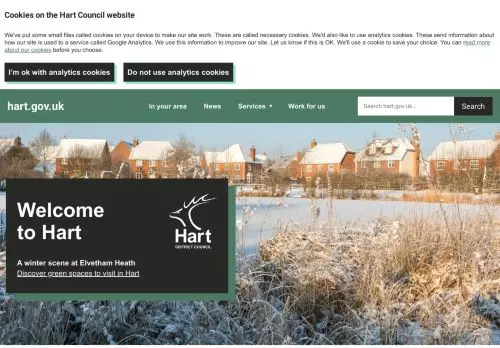 Cookies on the Hart Council website
We've put some small files called cookies on your device to make our site work. These are called necessary cookies. We'd also like to use analytics cookies. These send information
about how our site is used to a service called Google Analytics. We use this information to improve our site. Let us know if this is OK. We'll use a cookie to save your choice. You can read more
about our cookies before you choose.
I'm ok with analytics cookies Do not use analytics cookies
hart.gov.uk In your area News Services Work for us Search hart.gov.uk... Search
Welcome
to Hart
Hart
DISTRICT COUNCIL
A winter scene at Elvetham Heath
Discover green spaces to visit in Hart